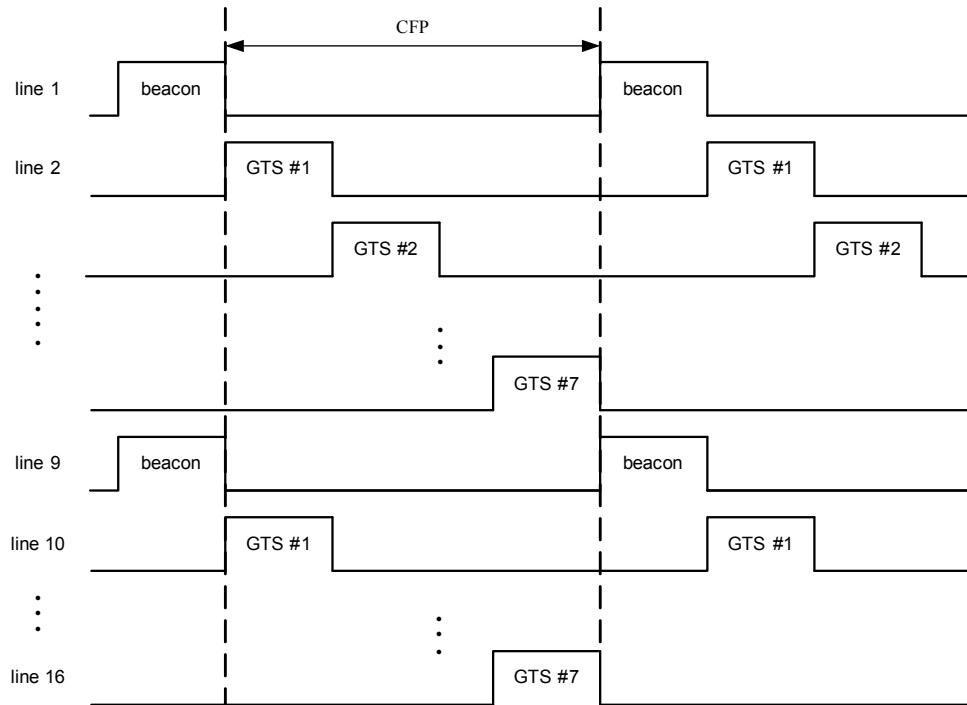 CFP
line 1 beacon beacon
line 2 GTS #1 GTS #1
GTS #2 GTS #2
GTS #7
line 9 beacon beacon
line 10 GTS #1 GTS #1
line 16 GTS #7